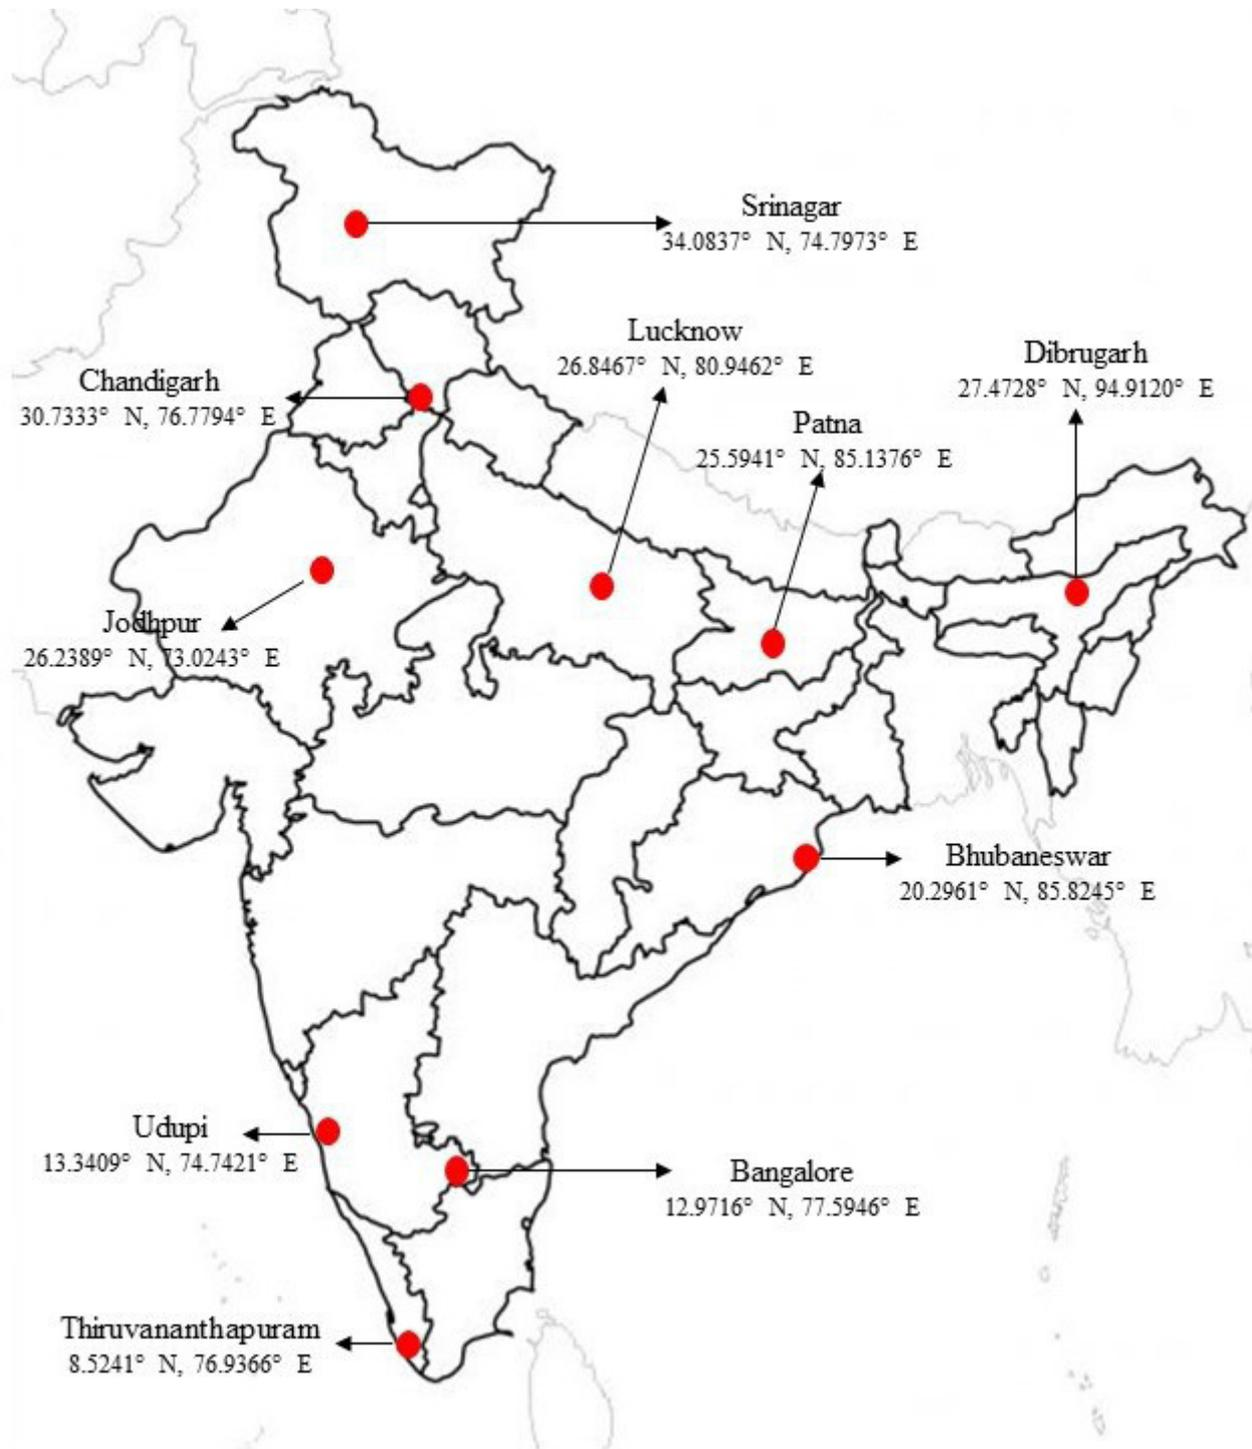 Srinagar
34.0837° N, 74.7973° E
Lucknow
26.8467° N, 80.9462° E
Dibrugarh
27.4728° N, 94.9120° E
Chandigarh
30.7333° N, 76.7794° E
Patna
25.5941° N, 85.1376° E
Jodhpur
26.2389° N, 73.0243° E
Bhubaneswar
20.2961° N, 85.8245° E
Udupi
13.3409° N, 74.7421° E
Bangalore
12.9716° N, 77.5946° E
Thiruvananthapuram
8.5241° N, 76.9366° E